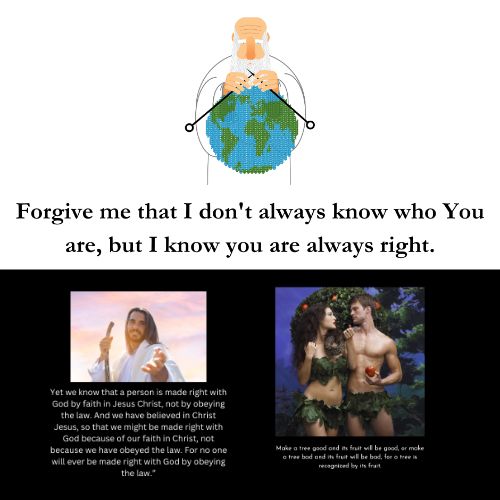 Forgive me that I don't always know who You
are, but I know you are always right.
Yet we know that a person is made right with
God by faith in Jesus Christ, not by obeying
the law. And we have believed in Christ
Jesus, so that we might be made right with
God because of our faith in Christ, not
because we have obeyed the law. For no one
will ever be made right with God by obeying
the law."
Make a tree good and its fruit will be good, or make
a tree bad and its fruit will be bad, for a tree is
recognized by its fruit.